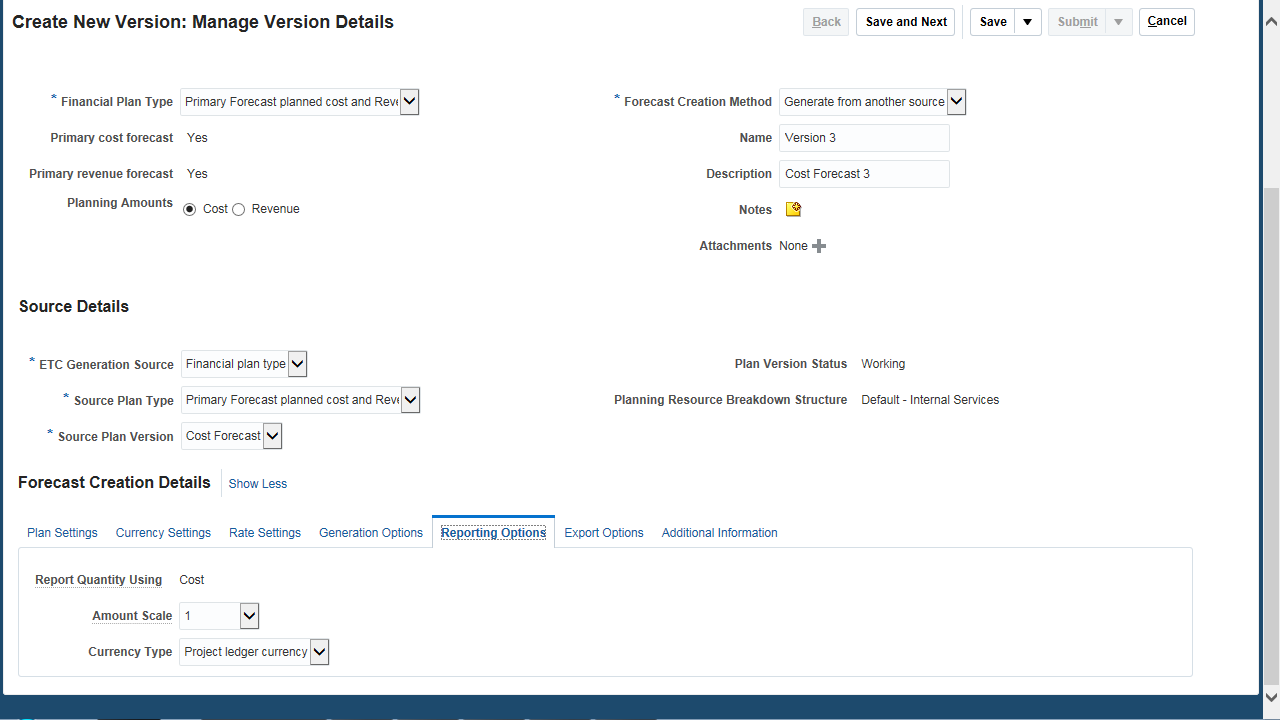 Create New Version: Manage Version Details
Back Save and Next Save Submit Cancel
* Financial Plan Type Primary Forecast planned cost and Reve
Primary cost forecast Yes
Primary revenue forecast Yes
Planning Amounts Cost Revenue
* Forecast Creation Method Generate from another source
Name Version 3
Description Cost Forecast 3
Notes
Attachments None
Source Details
* ETC Generation Source Financial plan type
* Source Plan Type Primary Forecast planned cost and Reve
* Source Plan Version Cost Forecast
Plan Version Status Working
Planning Resource Breakdown Structure Default - Internal Services
Forecast Creation Details Show Less
Plan Settings Currency Settings Rate Settings Generation Options Reporting Options Export Options Additional Information
Report Quantity Using Cost
Amount Scale 1
Currency Type Project ledger currency